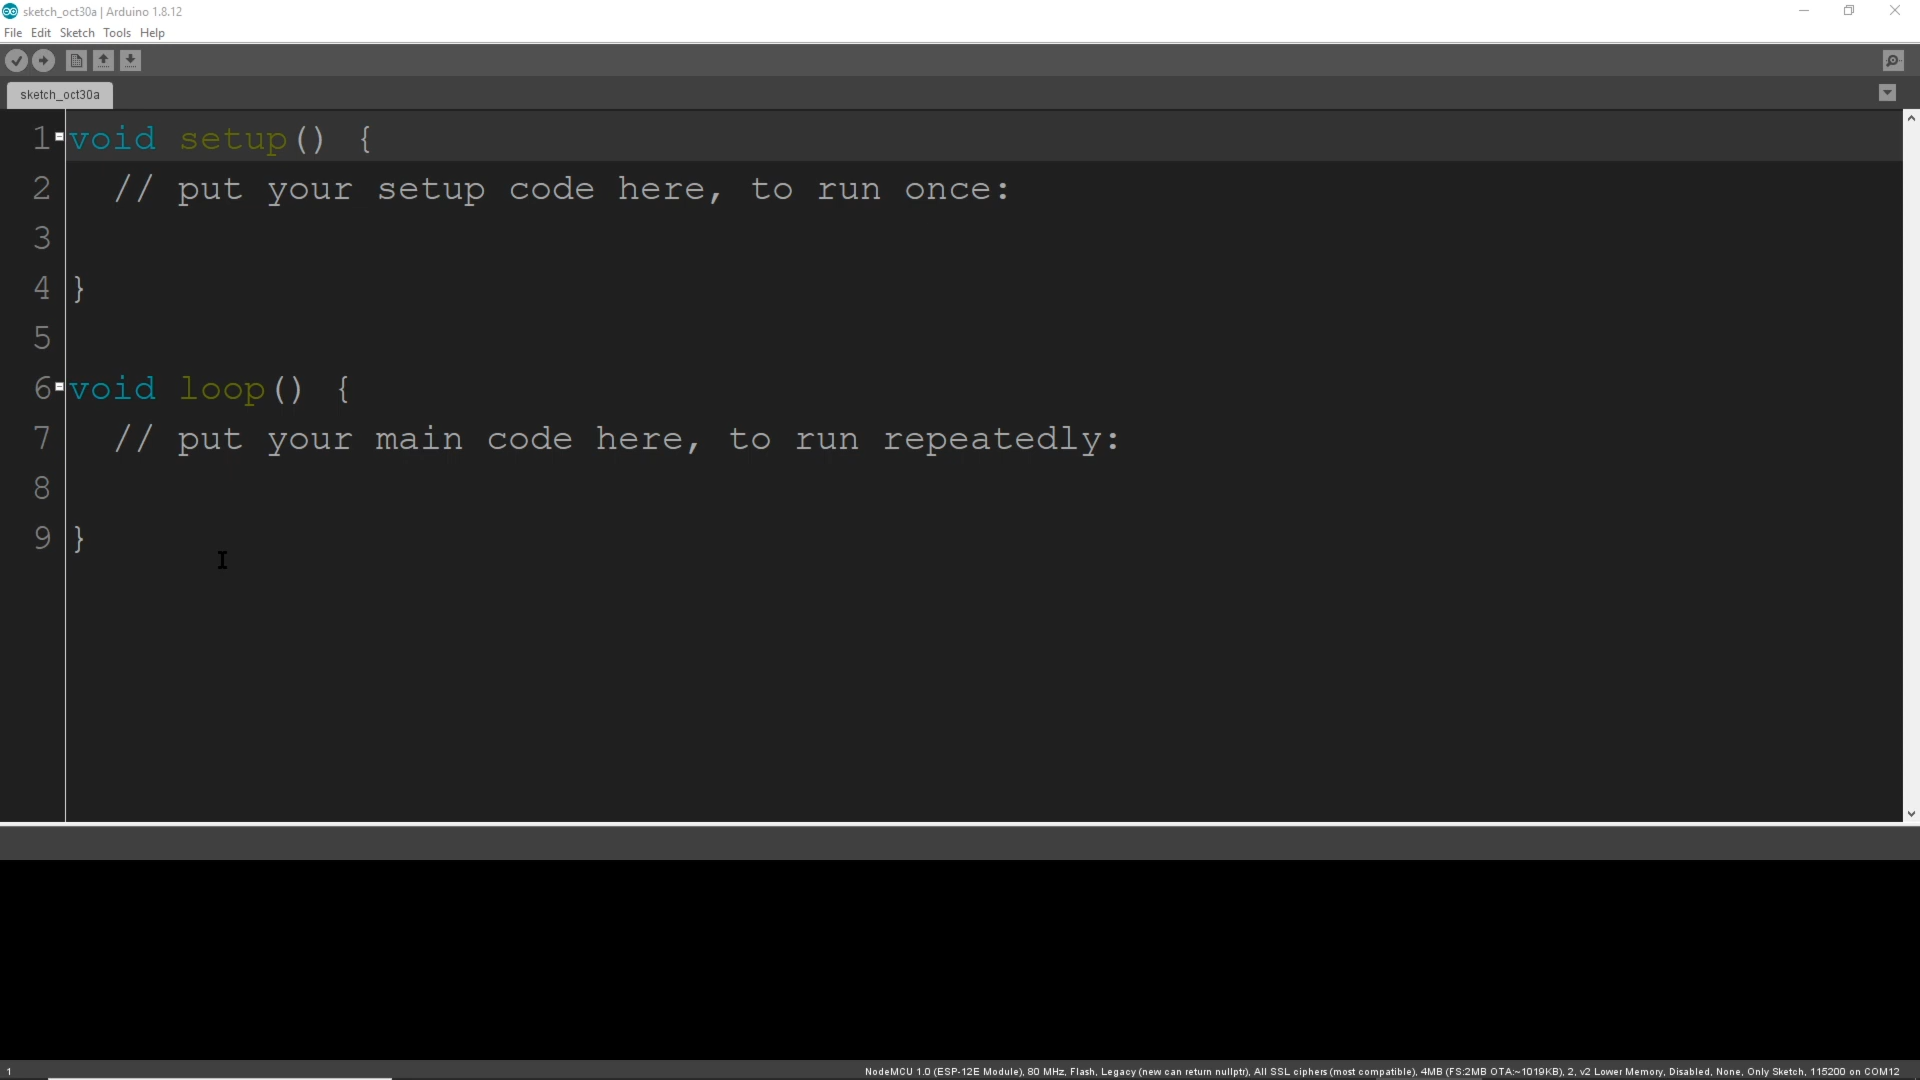 sketch_oct30a | Arduino 1.8.12
File Edit Sketch Tools Help
sketch_oct30a
1 void setup() {
2 // put your setup code here, to run once:
3
4 }
5
6 void loop() {
7 // put your main code here, to run repeatedly:
8
9 }
1 NodeMCU 1.0 (ESP-12E Module), 80 MHz, Flash, Legacy (new can return nullptr), All SSL ciphers (most compatible), 4MB (FS:2MB OTA:~1019KB), 2, v2 Lower Memory, Disabled, None, Only Sketch, 115200 on COM12